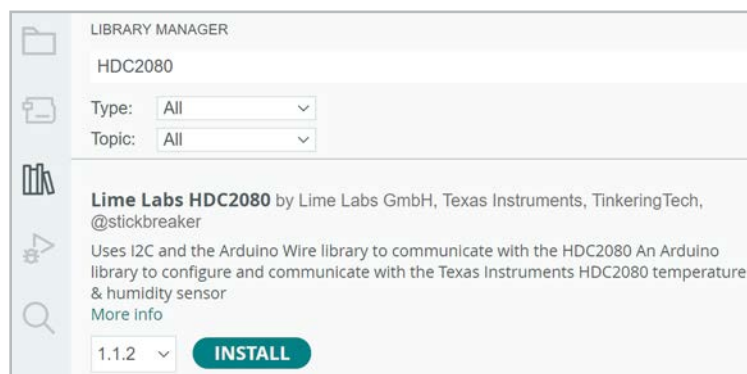 LIBRARY MANAGER
HDC2080
Type: All
Topic: All
Lime Labs HDC2080 by Lime Labs GmbH, Texas Instruments, TinkeringTech,
@stickbreaker
Uses I2C and the Arduino Wire library to communicate with the HDC2080 An Arduino
library to configure and communicate with the Texas Instruments HDC2080 temperature
& humidity sensor
More info
1.1.2 INSTALL